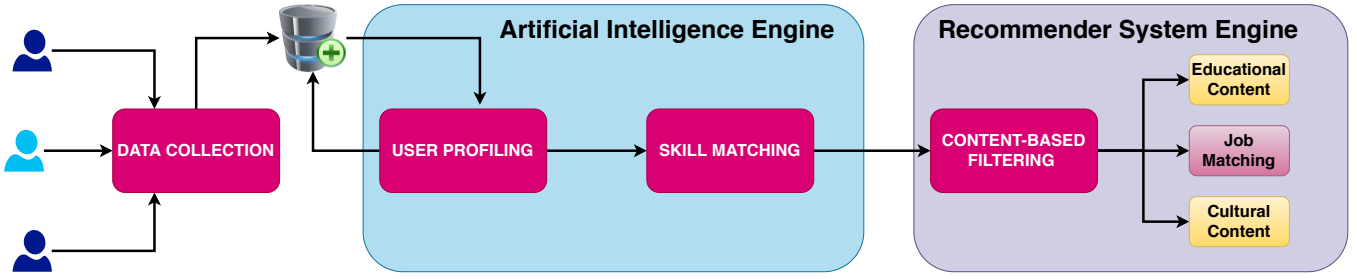 Artificial Intelligence Engine
Recommender System Engine
DATA COLLECTION
USER PROFILING
SKILL MATCHING
CONTENT-BASED
FILTERING
Educational
Content
Job
Matching
Cultural
Content